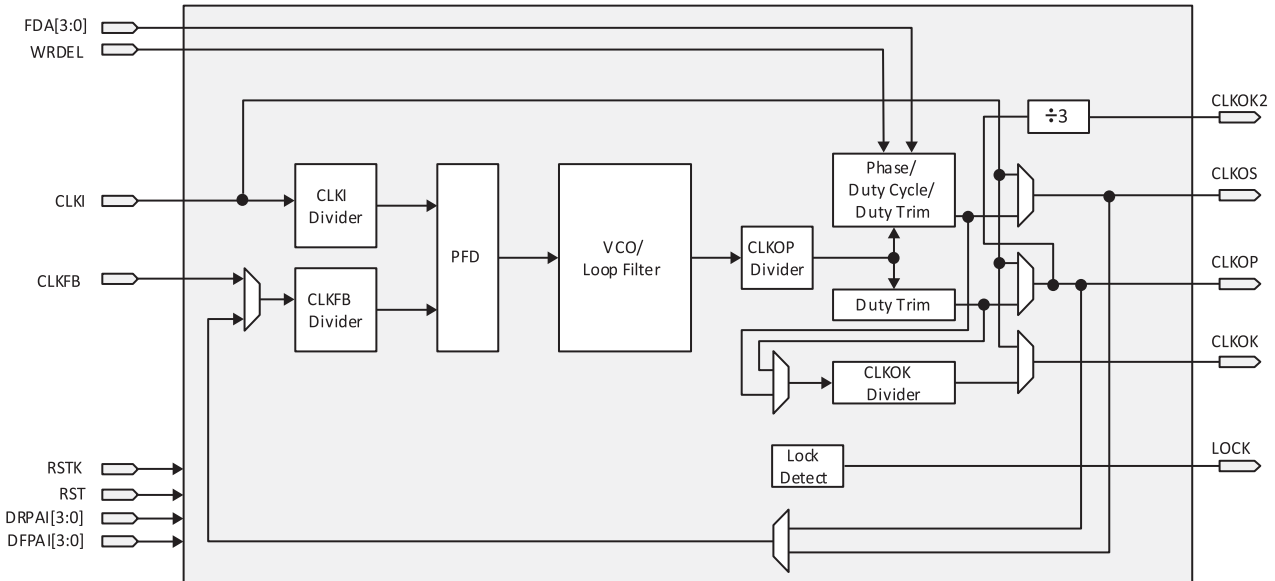 FDA[3:0]
WRDEL
CLKOK2
÷3
CLKI
CLKI
Divider
PFD
VCO/
Loop Filter
CLKOP
Divider
Phase/
Duty Cycle/
Duty Trim
CLKOS
CLKFB
CLKFB
Divider
Duty Trim
CLKOP
CLKOK
Divider
CLKOK
Lock
Detect
LOCK
RSTK
RST
DRPAI[3:0]
DFPAI[3:0]